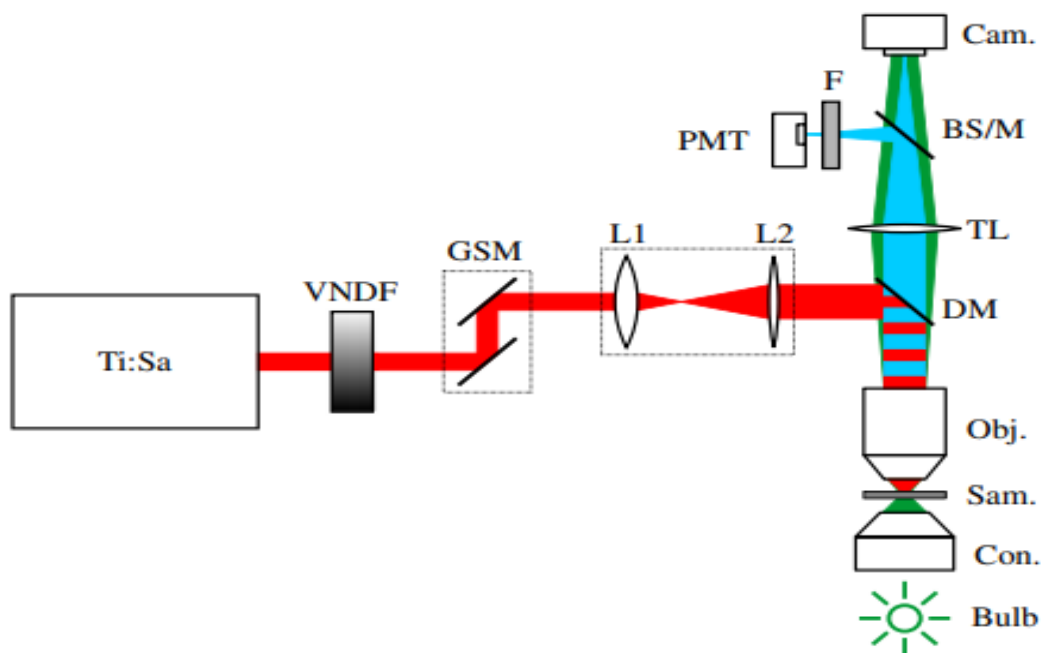 Cam.
F
PMT
BS/M
L1
L2
TL
GSM
VNDF
DM
Ti:Sa
Obj.
Sam.
Con.
Bulb